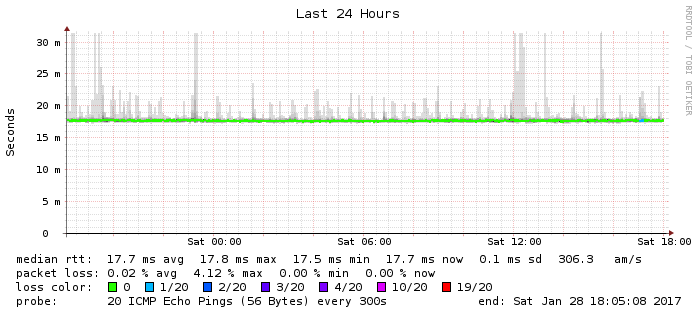 Last 24 Hours
RRDTOOL / TOBI OETIKER
Seconds
30 m
25 m
20 m
15 m
10 m
5 m
0
Sat 00:00 Sat 06:00 Sat 12:00 Sat 18:00
median rtt: 17.7 ms avg 17.8 ms max 17.5 ms min 17.7 ms now 0.1 ms sd 306.3 am/s
packet loss: 0.02 % avg 4.12 % max 0.00 % min 0.00 % now
loss color: 0 1/20 2/20 3/20 4/20 10/20 19/20
probe: 20 ICMP Echo Pings (56 Bytes) every 300s end: Sat Jan 28 18:05:08 2017